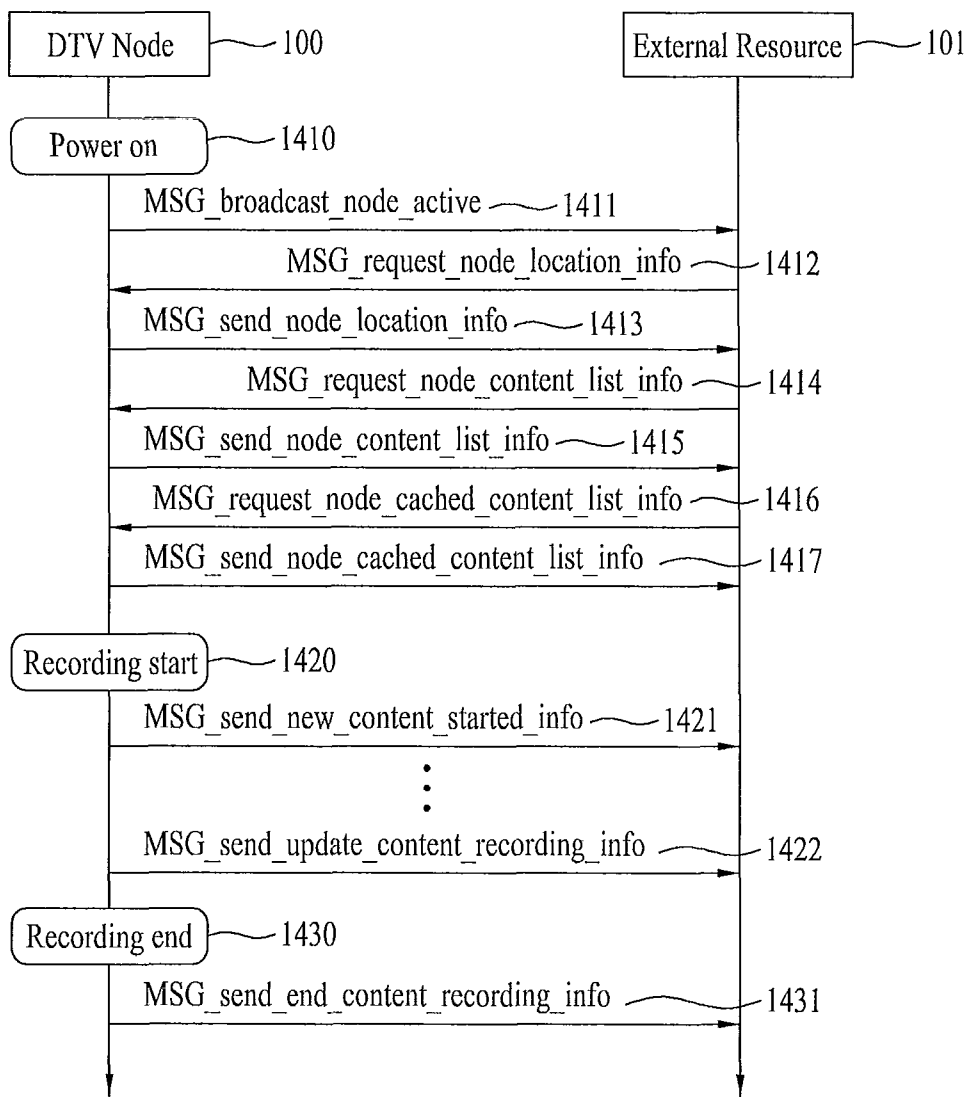 DTV Node 100 External Resource 101
Power on 1410
MSG_broadcast_node_active 1411
MSG_request_node_location_info 1412
MSG_send_node_location_info 1413
MSG_request_node_content_list_info 1414
MSG_send_node_content_list_info 1415
MSG_request_node_cached_content_list_info 1416
MSG_send_node_cached_content_list_info 1417
Recording start 1420
MSG_send_new_content_started_info 1421
MSG_send_update_content_recording_info 1422
Recording end 1430
MSG_send_end_content_recording_info 1431